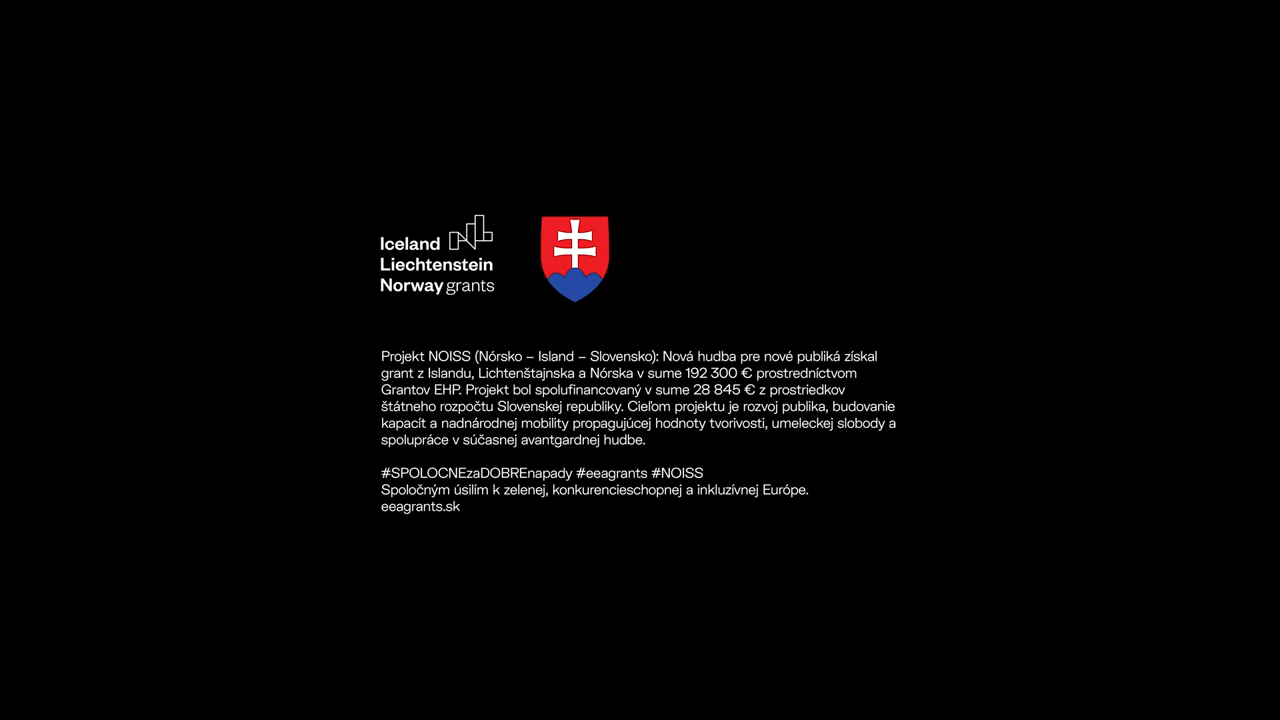 Iceland
Liechtenstein
Norway grants
Projekt NOISS (Nórsko – Island – Slovensko): Nová hudba pre nové publiká získal
grant z Islandu, Lichtenštajnska a Nórska v sume 192 300 € prostredníctvom
Grantov EHP. Projekt bol spolufinancovaný v sume 28 845 € z prostriedkov
štátneho rozpočtu Slovenskej republiky. Cieľom projektu je rozvoj publika, budovanie
kapacít a nadnárodnej mobility propagujúcej hodnoty tvorivosti, umeleckej slobody a
spolupráce v súčasnej avantgardnej hudbe.
#SPOLOCNEzaDOBREnapady #eeagrants #NOISS
Spoločným úsilím k zelenej, konkurencieschopnej a inkluzívnej Európe.
eeagrants.sk